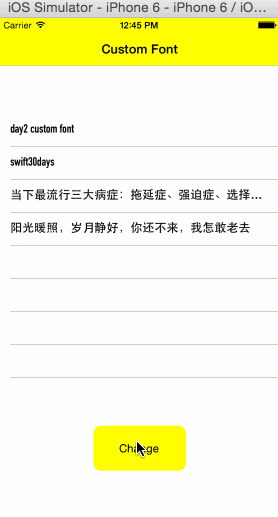 iOS Simulator - iPhone 6 - iPhone 6 / iO...
Carrier 1:45 PM
Custom Font
day2 custom font
swift30days
当下最流行三大病症：拖延症、强迫症、选择...
阳光暖照，岁月静好，你还不来，我怎敢老去
Change